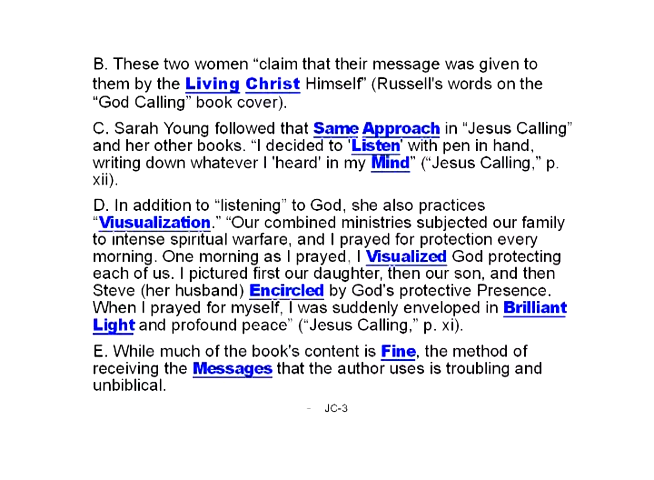 B. These two women “claim that their message was given to
them by the Living Christ Himself” (Russell's words on the
“God Calling” book cover).
C. Sarah Young followed that Same Approach in “Jesus Calling”
and her other books. “I decided to 'Listen' with pen in hand,
writing down whatever I 'heard' in my Mind” (“Jesus Calling,” p.
xii).
D. In addition to “listening” to God, she also practices
“Viusualization.” “Our combined ministries subjected our family
to intense spiritual warfare, and I prayed for protection every
morning. One morning as I prayed, I Visualized God protecting
each of us. I pictured first our daughter, then our son, and then
Steve (her husband) Encircled by God's protective Presence.
When I prayed for myself, I was suddenly enveloped in Brilliant
Light and profound peace” (“Jesus Calling,” p. xi).
E. While much of the book's content is Fine, the method of
receiving the Messages that the author uses is troubling and
unbiblical.
- JC-3